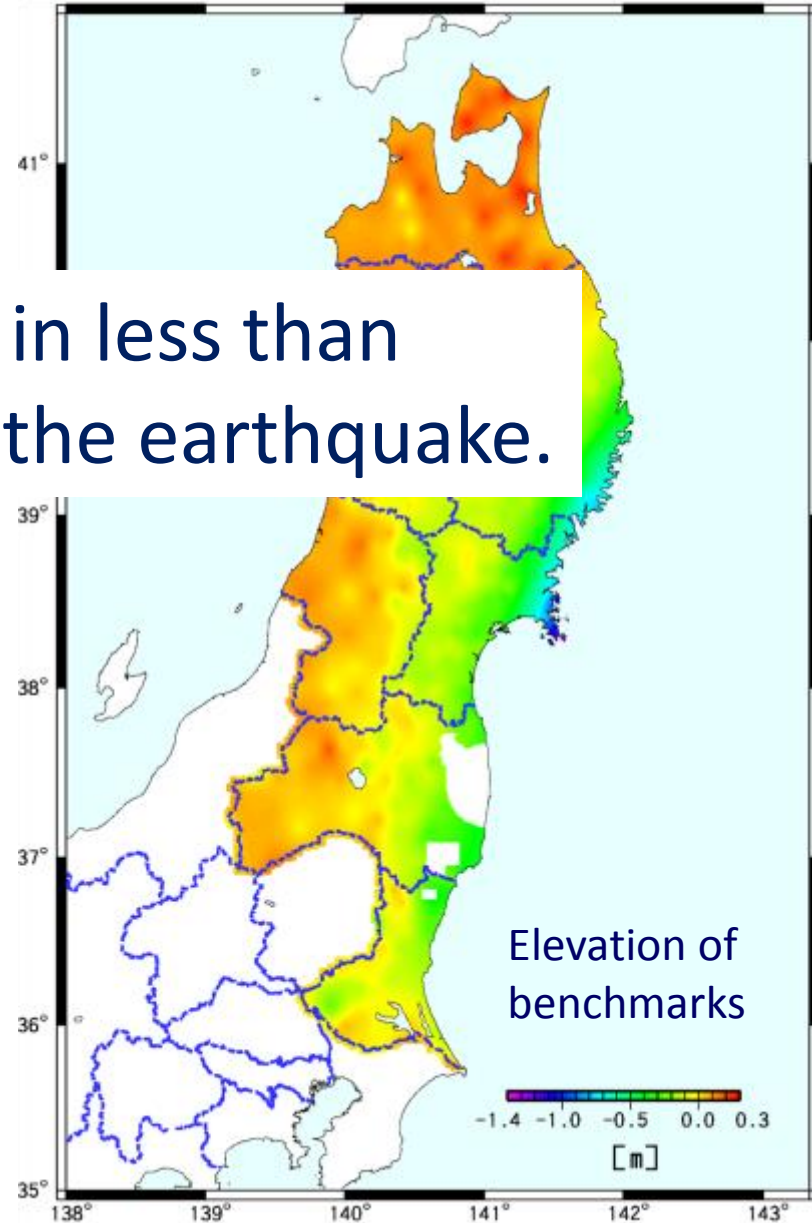 41°
in less than
the earthquake.
39°
38°
37°
Elevation of
benchmarks
36°
-1.4 -1.0 -0.5 0.0 0.3
[m]
35°
138° 139° 140° 141° 142° 143°